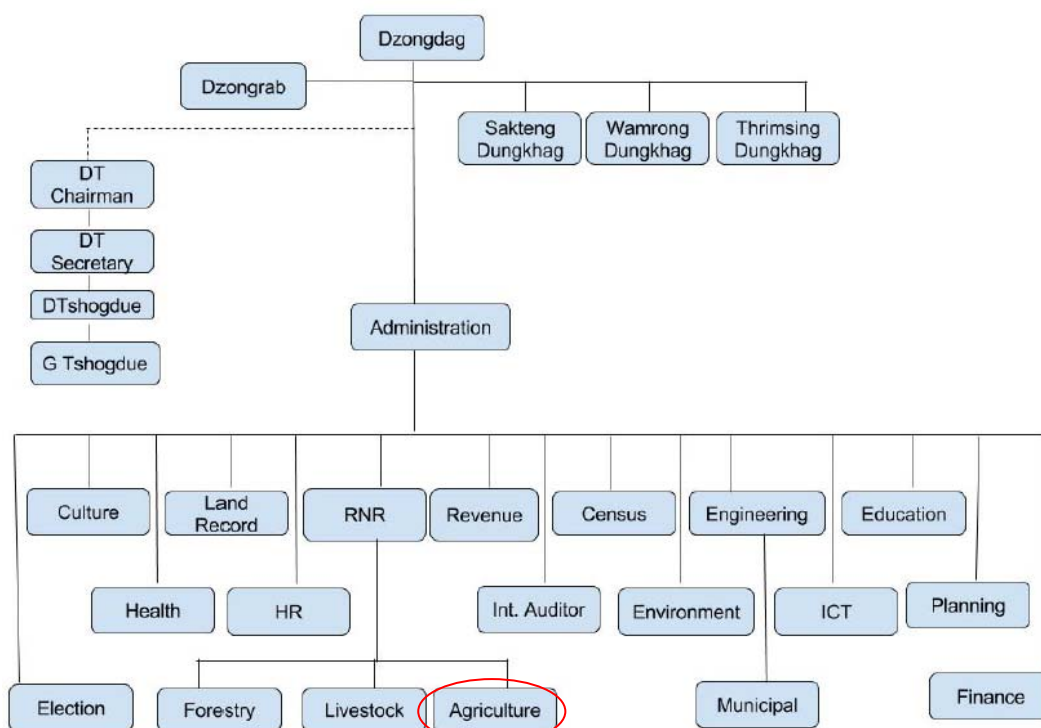 Dzongdag
Dzongrab
Sakteng
Dungkhag
Wamrong
Dungkhag
Thrimsing
Dungkhag
DT
Chairman
DT
Secretary
DTshogdue
G Tshogdue
Administration
Culture
Land
Record
RNR
Revenue
Census
Engineering
Education
Health
HR
Int. Auditor
Environment
ICT
Planning
Election
Forestry
Livestock
Agriculture
Municipal
Finance